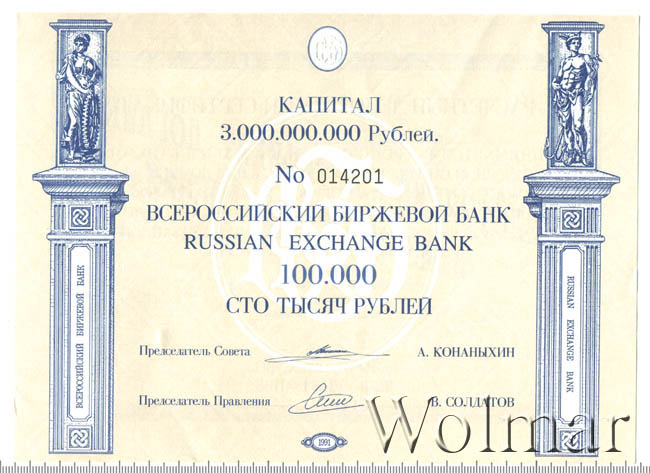 КАПИТАЛ
3.000.000.000 Рублей.
No 014201
ВСЕРОССИЙСКИЙ БИРЖЕВОЙ БАНК
RUSSIAN EXCHANGE BANK
100.000
СТО ТЫСЯЧ РУБЛЕЙ
Председатель Совета А. КОНАНЫХИН
Председатель Правления В. СОЛДАТОВ
1991
ВСЕРОССИЙСКИЙ БИРЖЕВОЙ БАНК
RUSSIAN EXCHANGE BANK
Wolmar